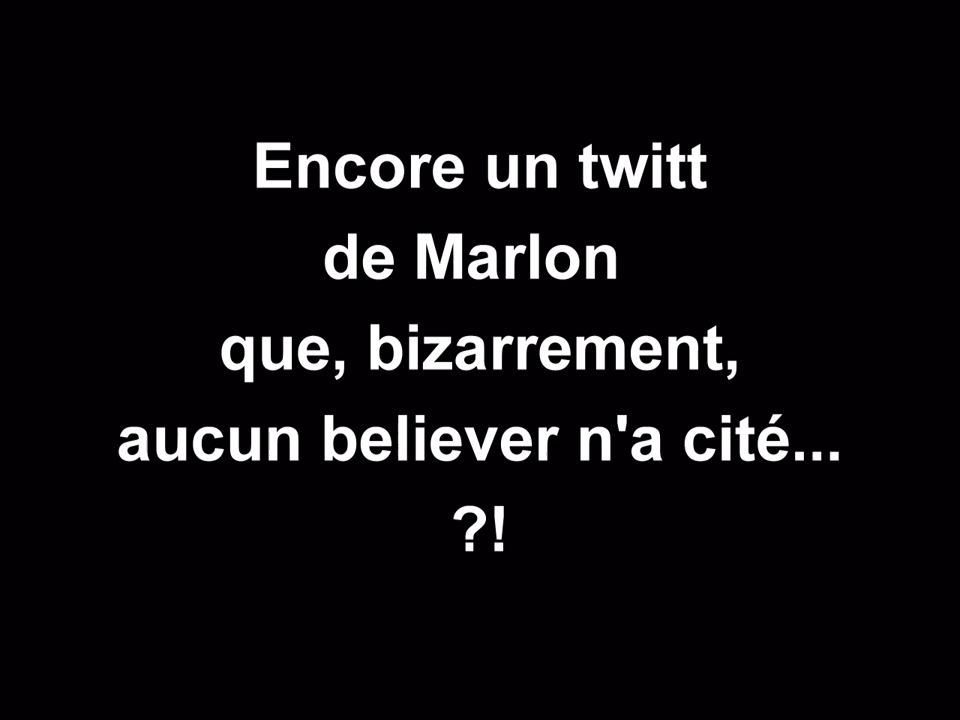 Encore un twitt
de Marlon
que, bizarrement,
aucun believer n'a cité...
?!